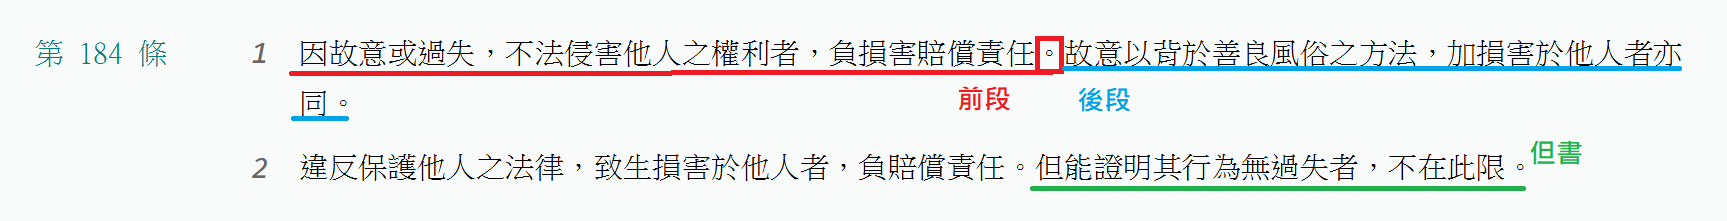 第 184 條 1 因故意或過失，不法侵害他人之權利者，負損害賠償責任。故意以背於善良風俗之方法，加損害於他人者亦
同。
前段 後段
2 違反保護他人之法律，致生損害於他人者，負賠償責任。但能證明其行為無過失者，不在此限。但書